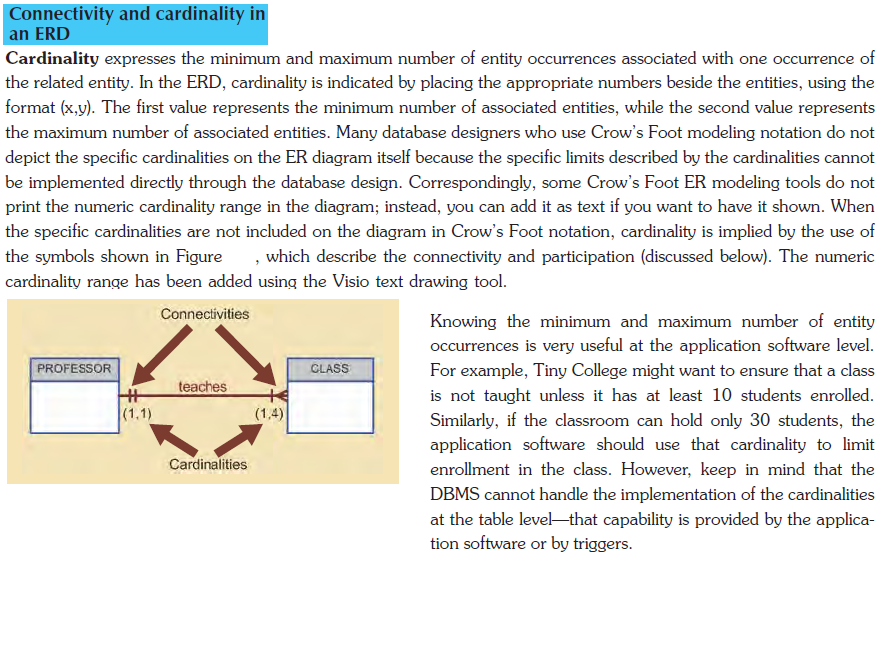 Connectivity and cardinality in
an ERD
Cardinality expresses the minimum and maximum number of entity occurrences associated with one occurrence of
the related entity. In the ERD, cardinality is indicated by placing the appropriate numbers beside the entities, using the
format (x,y). The first value represents the minimum number of associated entities, while the second value represents
the maximum number of associated entities. Many database designers who use Crow's Foot modeling notation do not
depict the specific cardinalities on the ER diagram itself because the specific limits described by the cardinalities cannot
be implemented directly through the database design. Correspondingly, some Crow's Foot ER modeling tools do not
print the numeric cardinality range in the diagram; instead, you can add it as text if you want to have it shown. When
the specific cardinalities are not included on the diagram in Crow's Foot notation, cardinality is implied by the use of
the symbols shown in Figure , which describe the connectivity and participation (discussed below). The numeric
cardinality range has been added using the Visio text drawing tool.
Connectivities
PROFESSOR
CLASS
teaches
(1,1)
(1,4)
Cardinalities
Knowing the minimum and maximum number of entity
occurrences is very useful at the application software level.
For example, Tiny College might want to ensure that a class
is not taught unless it has at least 10 students enrolled.
Similarly, if the classroom can hold only 30 students, the
application software should use that cardinality to limit
enrollment in the class. However, keep in mind that the
DBMS cannot handle the implementation of the cardinalities
at the table level—that capability is provided by the applica-
tion software or by triggers.